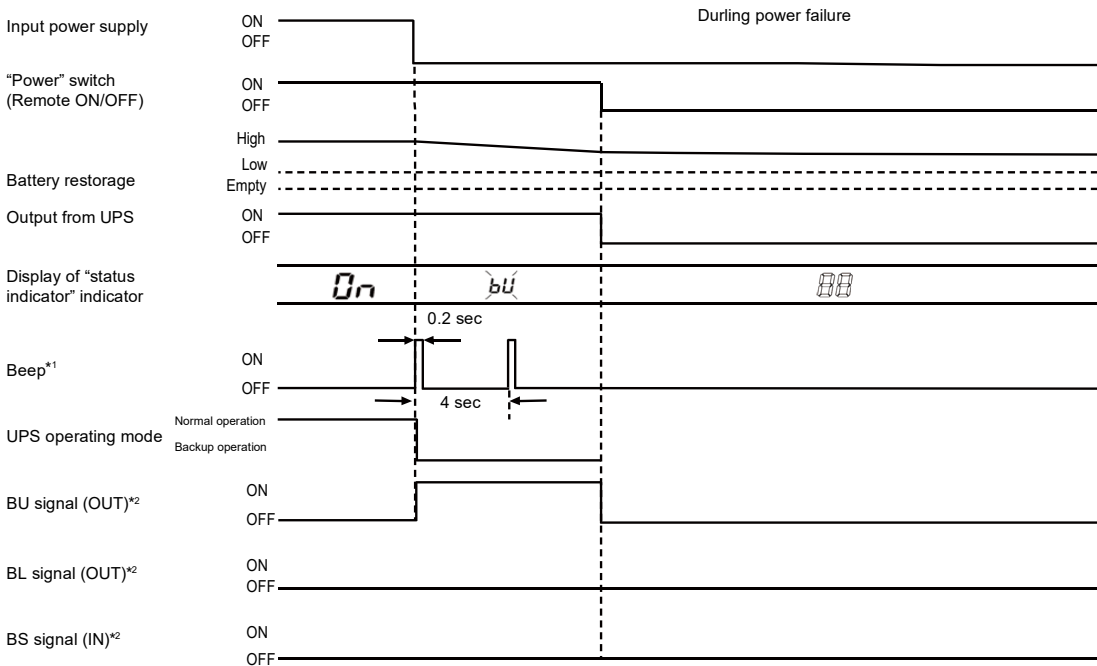 Durling power failure
Input power supply
ON
OFF
“Power” switch
(Remote ON/OFF)
ON
OFF
High
Low
Battery restorage
Empty
Output from UPS
ON
OFF
Display of “status
indicator” indicator
On
bU
88
0.2 sec
Beep*1
ON
OFF
4 sec
UPS operating mode
Normal operation
Backup operation
BU signal (OUT)*2
ON
OFF
BL signal (OUT)*2
ON
OFF
BS signal (IN)*2
ON
OFF